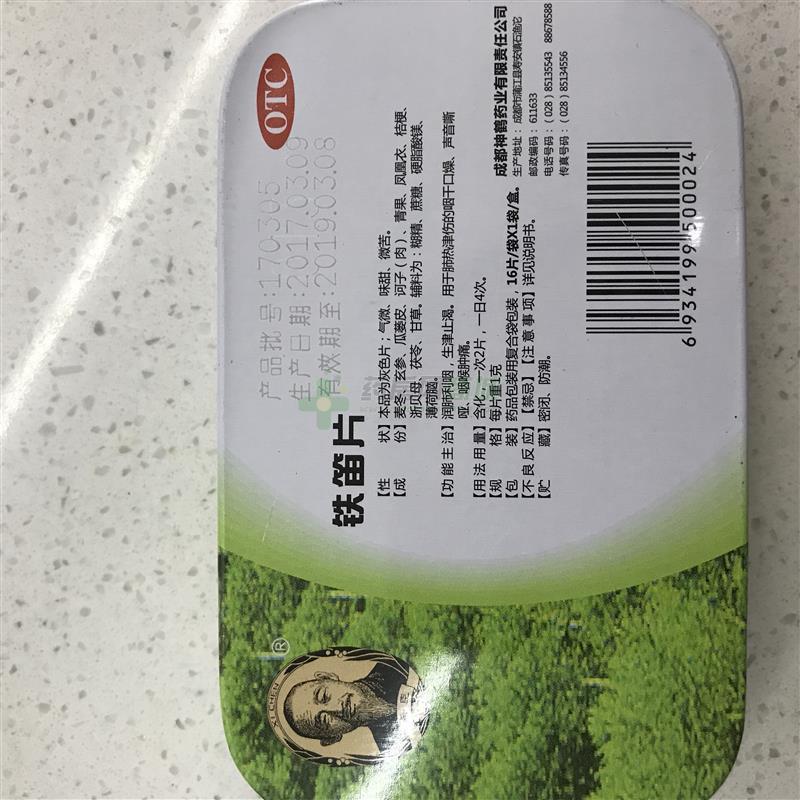 OTC
产品批号:170305
生产日期:2017.03.09
有效期至:2019.03.08
铁笛片
【性 状】本品为灰色片；气微、味甜、微苦。
【成 份】麦冬、玄参、瓜蒌皮、诃子（肉）、青果、凤凰衣、桔梗、
浙贝母、茯苓、甘草。辅料为：糊精、蔗糖、硬脂酸镁、
薄荷脑。
【功能主治】润肺利咽，生津止渴。用于肺热津伤的咽干口燥、声音嘶
哑、咽喉肿痛。
【用法用量】含化。一次2片，一日4次。
【规 格】每片重1克
【包 装】药品包装用复合袋包装，16片/袋X1袋/盒。
【不良反应】【禁忌】【注意事项】详见说明书。
【贮 藏】密闭、防潮。
成都神鹤药业有限责任公司
生产地址：成都市蒲江县寿安镇石渔沱
邮政编码：611633
电话号码：（028）85135543 88678588
传真号码：（028）85134556
6934199500024
®